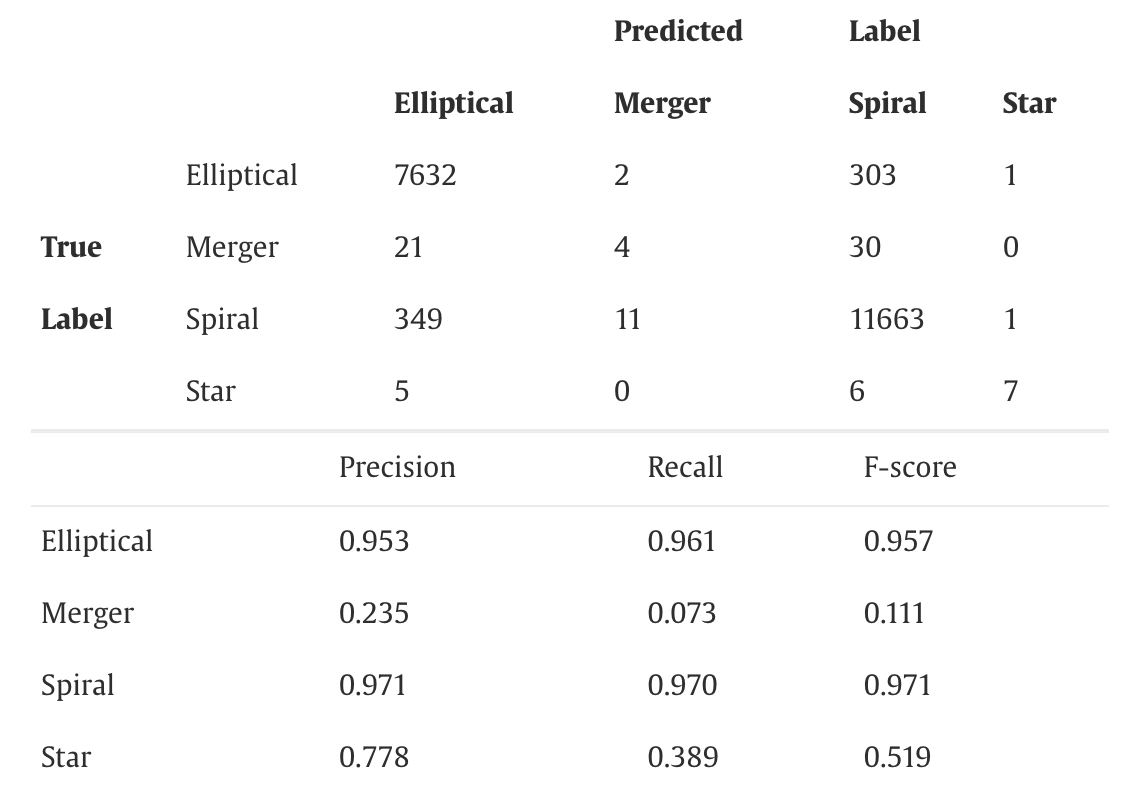 Predicted Label
Elliptical Merger Spiral Star
Elliptical 7632 2 303 1
True Merger 21 4 30 0
Label Spiral 349 11 11663 1
Star 5 0 6 7
Precision Recall F-score
Elliptical 0.953 0.961 0.957
Merger 0.235 0.073 0.111
Spiral 0.971 0.970 0.971
Star 0.778 0.389 0.519